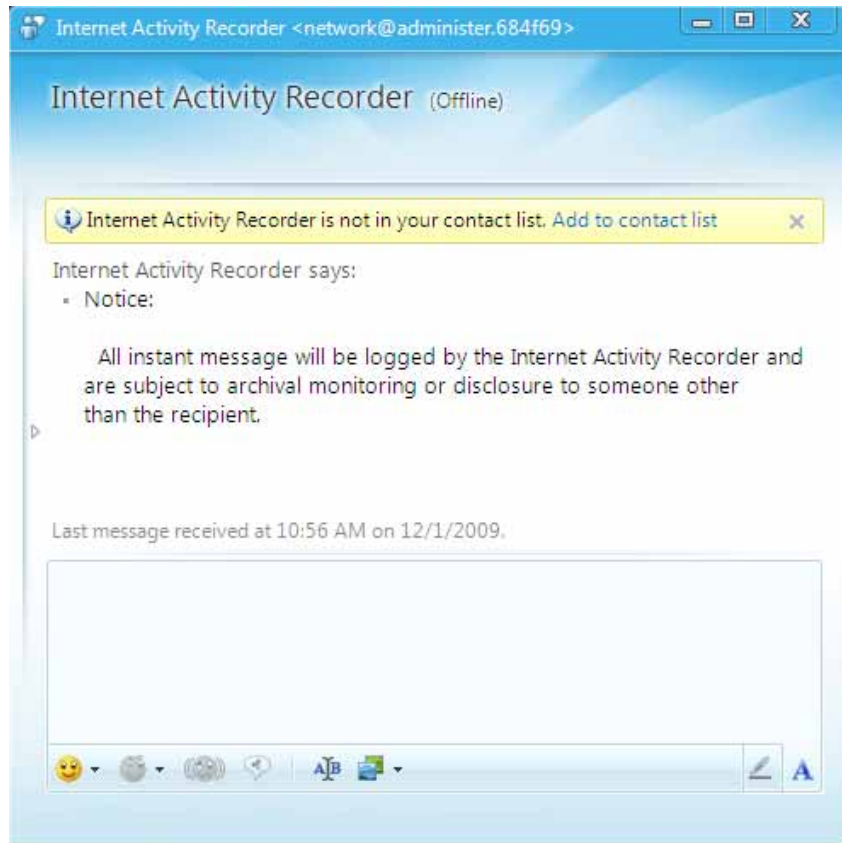 Internet Activity Recorder <network@administer.684f69>
Internet Activity Recorder (Offline)
Internet Activity Recorder is not in your contact list. Add to contact list
Internet Activity Recorder says:
Notice:
All instant message will be logged by the Internet Activity Recorder and
are subject to archival monitoring or disclosure to someone other
than the recipient.
Last message received at 10:56 AM on 12/1/2009.
AB
A